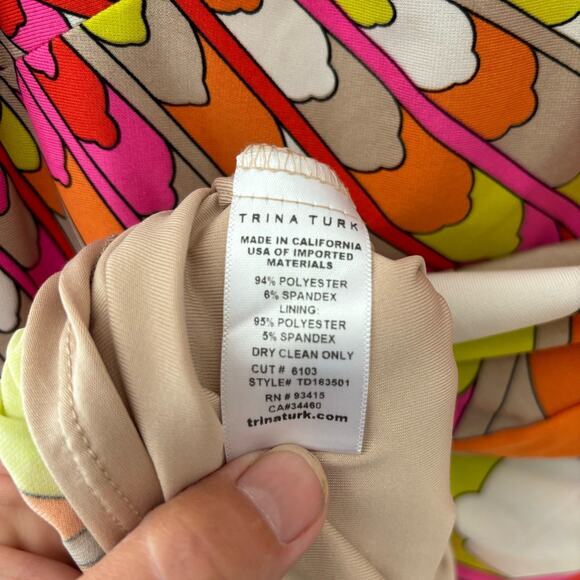 TRINA TURK
MADE IN CALIFORNIA
USA OF IMPORTED
MATERIALS
94% POLYESTER
6% SPANDEX
LINING:
95% POLYESTER
5% SPANDEX
DRY CLEAN ONLY
CUT # 6103
STYLE# TD163501
RN # 93415
CA#34460
trinaturk.com